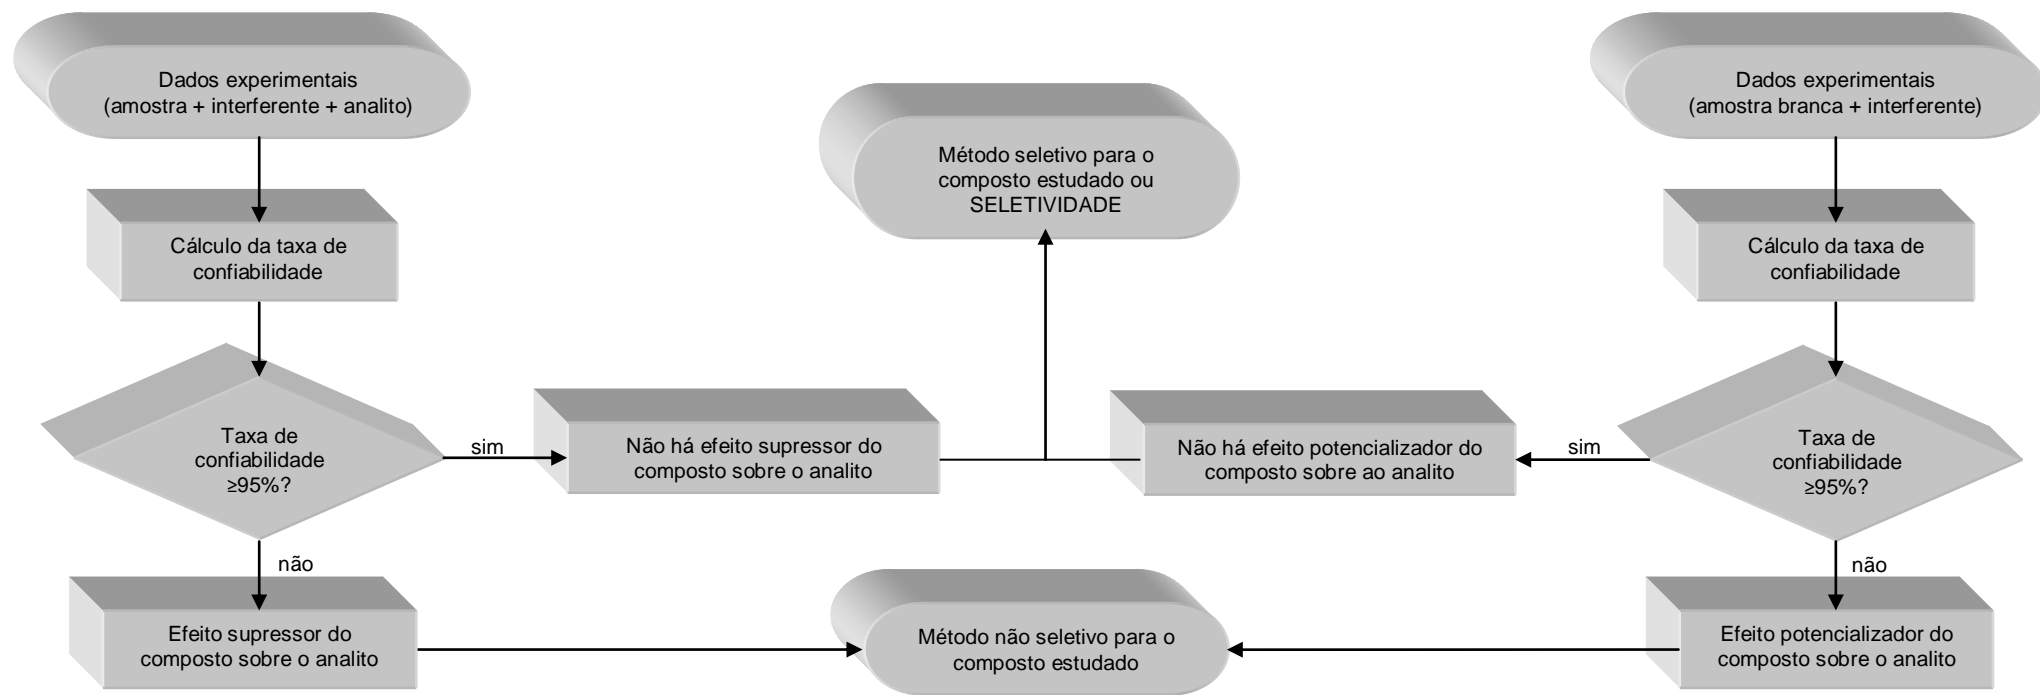 Dados experimentais
(amostra + interferente + analito)
Cálculo da taxa de
confiabilidade
Taxa de
confiabilidade
≥95%?
sim
não
Não há efeito supressor do
composto sobre o analito
Efeito supressor do
composto sobre o analito
Método seletivo para o
composto estudado ou
SELETIVIDADE
Método não seletivo para o
composto estudado
Dados experimentais
(amostra branca + interferente)
Cálculo da taxa de
confiabilidade
Taxa de
confiabilidade
≥95%?
sim
não
Não há efeito potencializador do
composto sobre ao analito
Efeito potencializador do
composto sobre o analito